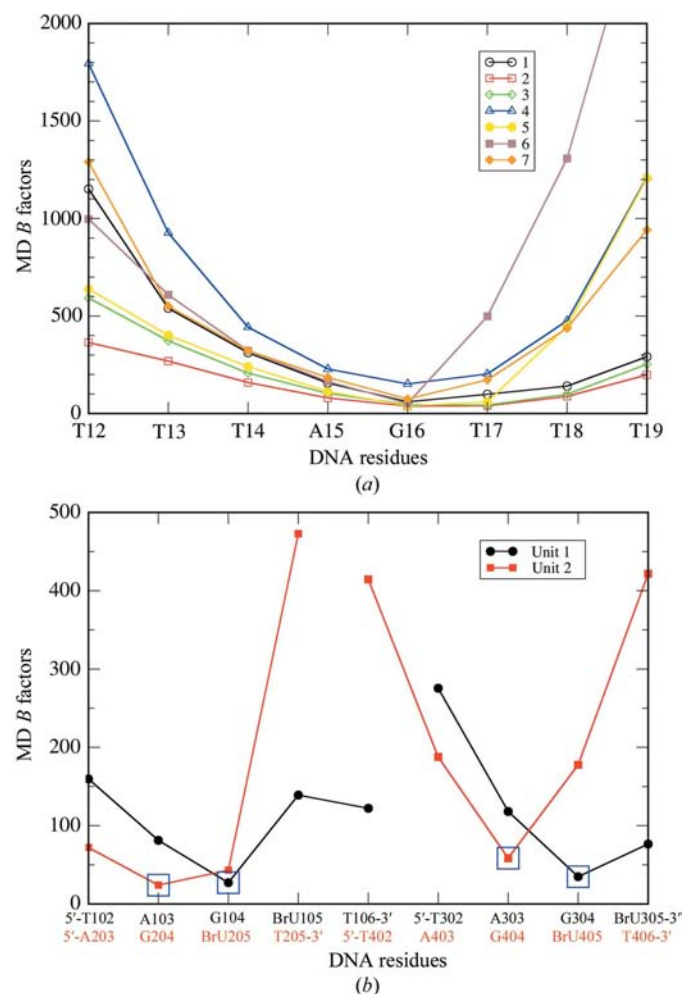 2000
1500
1000
500
0
MD B factors
1
2
3
4
5
6
7
T12 T13 T14 A15 G16 T17 T18 T19
DNA residues
(a)
500
400
300
200
100
0
MD B factors
Unit 1
Unit 2
5′-T102 A103 G104 BrU105 T106-3′ 5′-T302 A303 G304 BrU305-3′
5′-A203 G204 BrU205 T205-3′ 5′-T402 A403 G404 BrU405 T406-3′
DNA residues
(b)